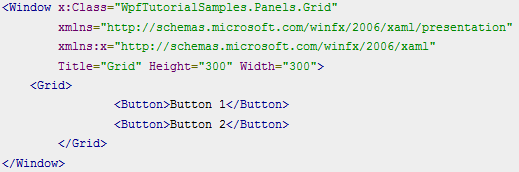 <Window x:Class="WpfTutorialSamples.Panels.Grid"
        xmlns="http://schemas.microsoft.com/winfx/2006/xaml/presentation"
        xmlns:x="http://schemas.microsoft.com/winfx/2006/xaml"
        Title="Grid" Height="300" Width="300">
    <Grid>
                <Button>Button 1</Button>
                <Button>Button 2</Button>
        </Grid>
</Window>